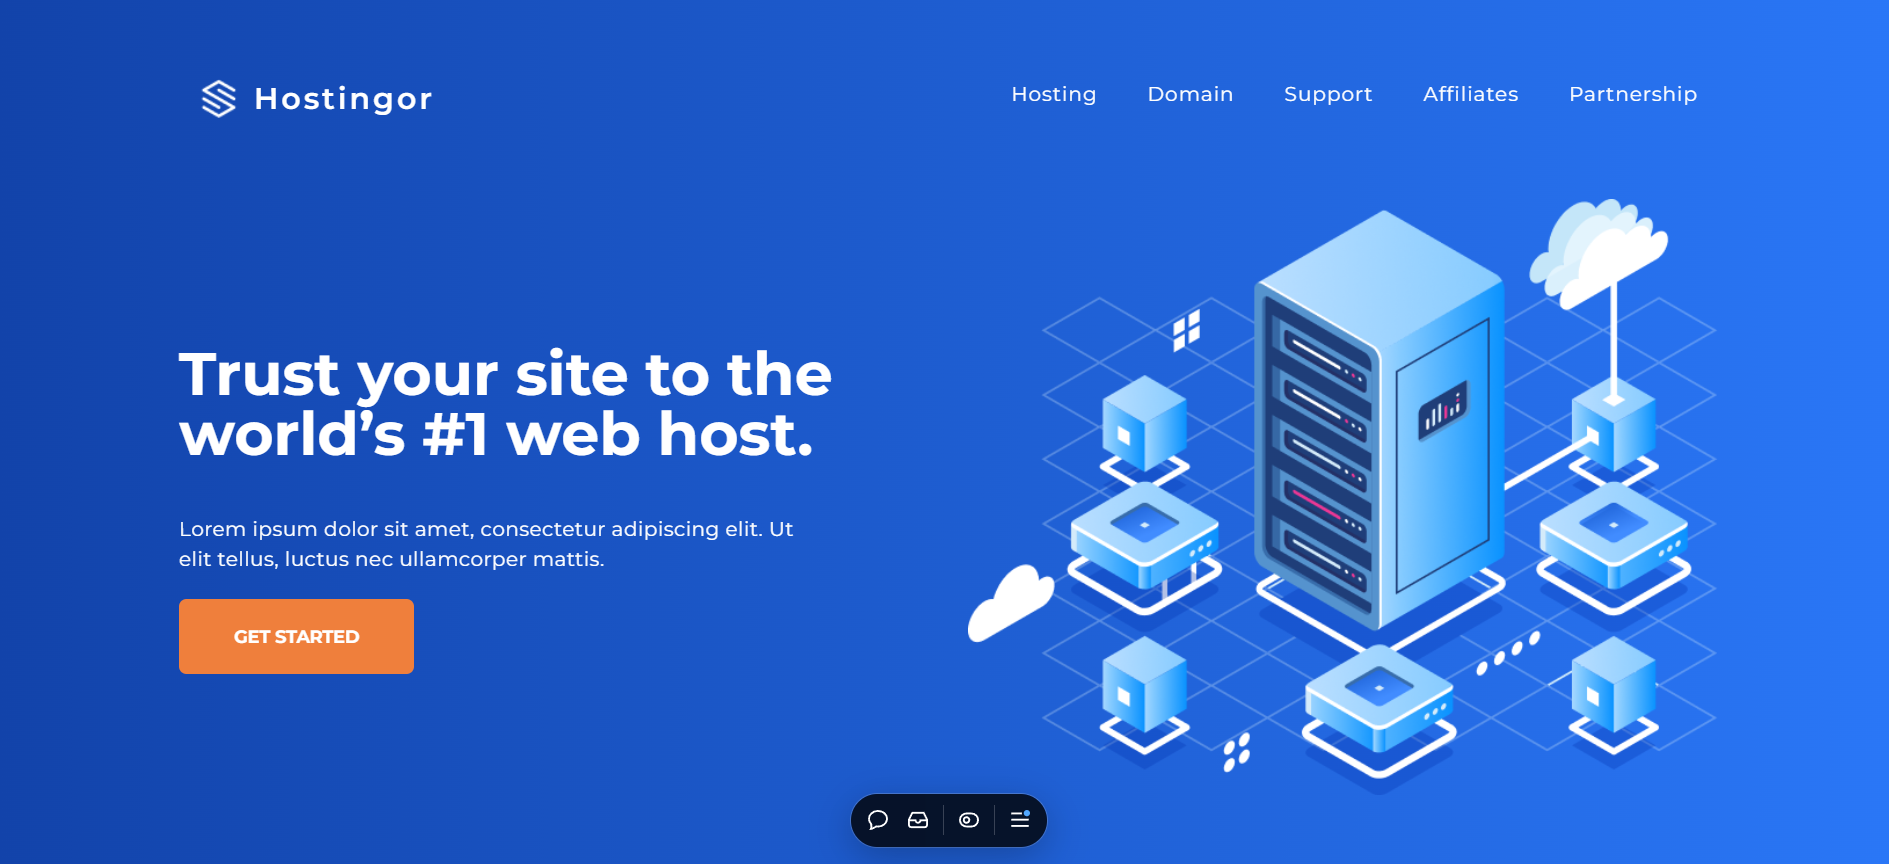 Hostingor
Hosting Domain Support Affiliates Partnership
Trust your site to the
world’s #1 web host.
Lorem ipsum dolor sit amet, consectetur adipiscing elit. Ut
elit tellus, luctus nec ullamcorper mattis.
GET STARTED